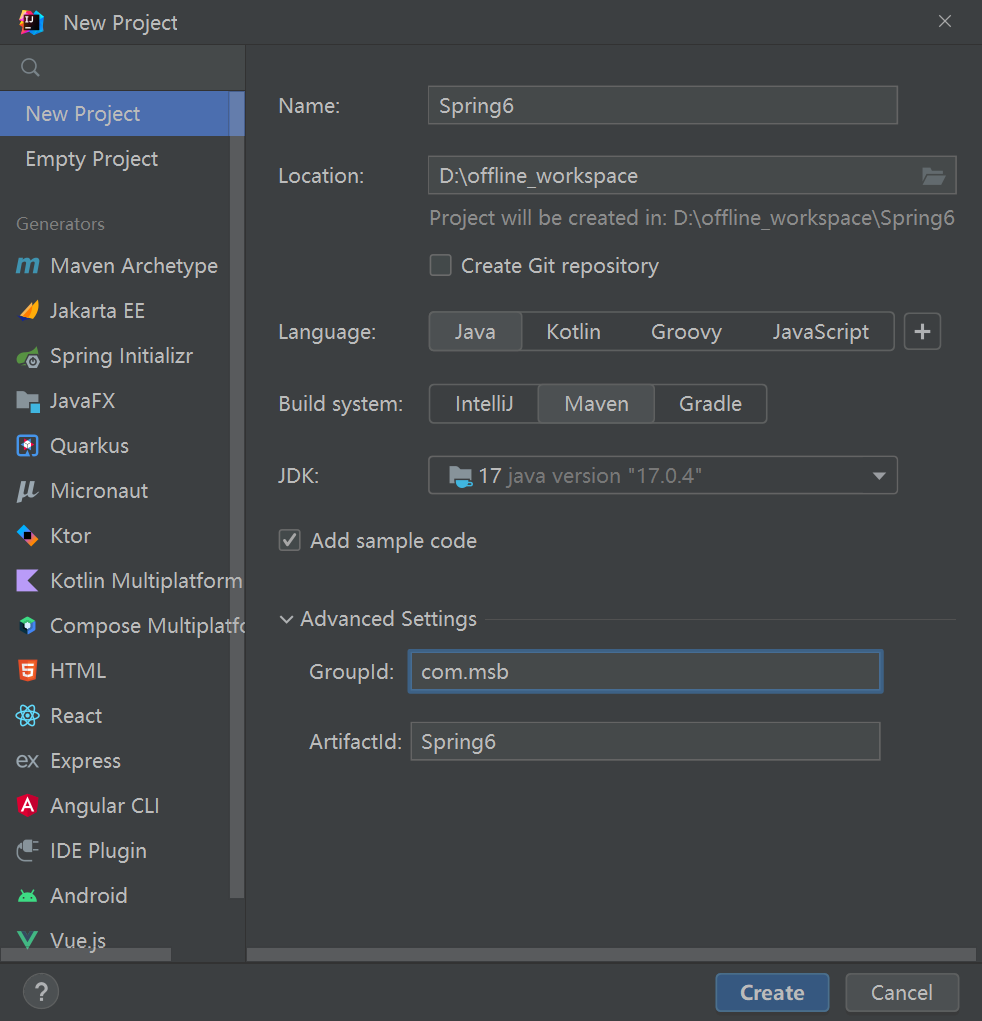 New Project
New Project
Empty Project
Generators
Maven Archetype
Jakarta EE
Spring Initializr
JavaFX
Quarkus
Micronaut
Ktor
Kotlin Multiplatform
Compose Multiplatfo
HTML
React
ex Express
Angular CLI
IDE Plugin
Android
Vue.js
Name: Spring6
Location: D:\offline_workspace
Project will be created in: D:\offline_workspace\Spring6
Create Git repository
Language: Java Kotlin Groovy JavaScript +
Build system: IntelliJ Maven Gradle
JDK: 17 java version "17.0.4"
Add sample code
Advanced Settings
GroupId: com.msb
ArtifactId: Spring6
? Create Cancel